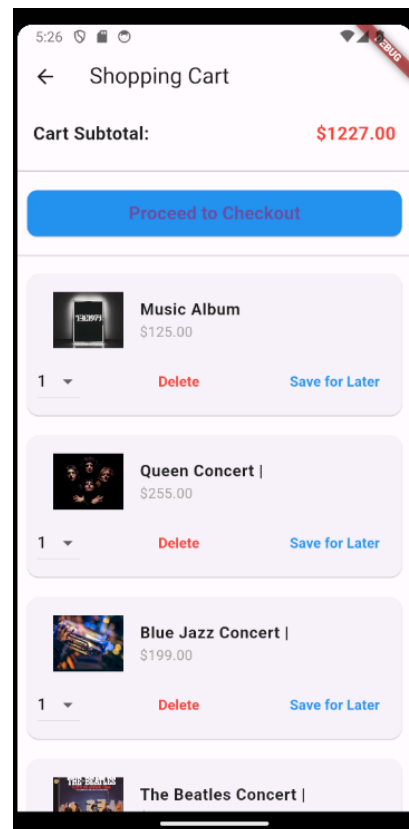 5:26
DEBUG
Shopping Cart
Cart Subtotal: $1227.00
Proceed to Checkout
Music Album
$125.00
1 Delete Save for Later
Queen Concert |
$255.00
1 Delete Save for Later
Blue Jazz Concert |
$199.00
1 Delete Save for Later
THE BEATLES
The Beatles Concert |